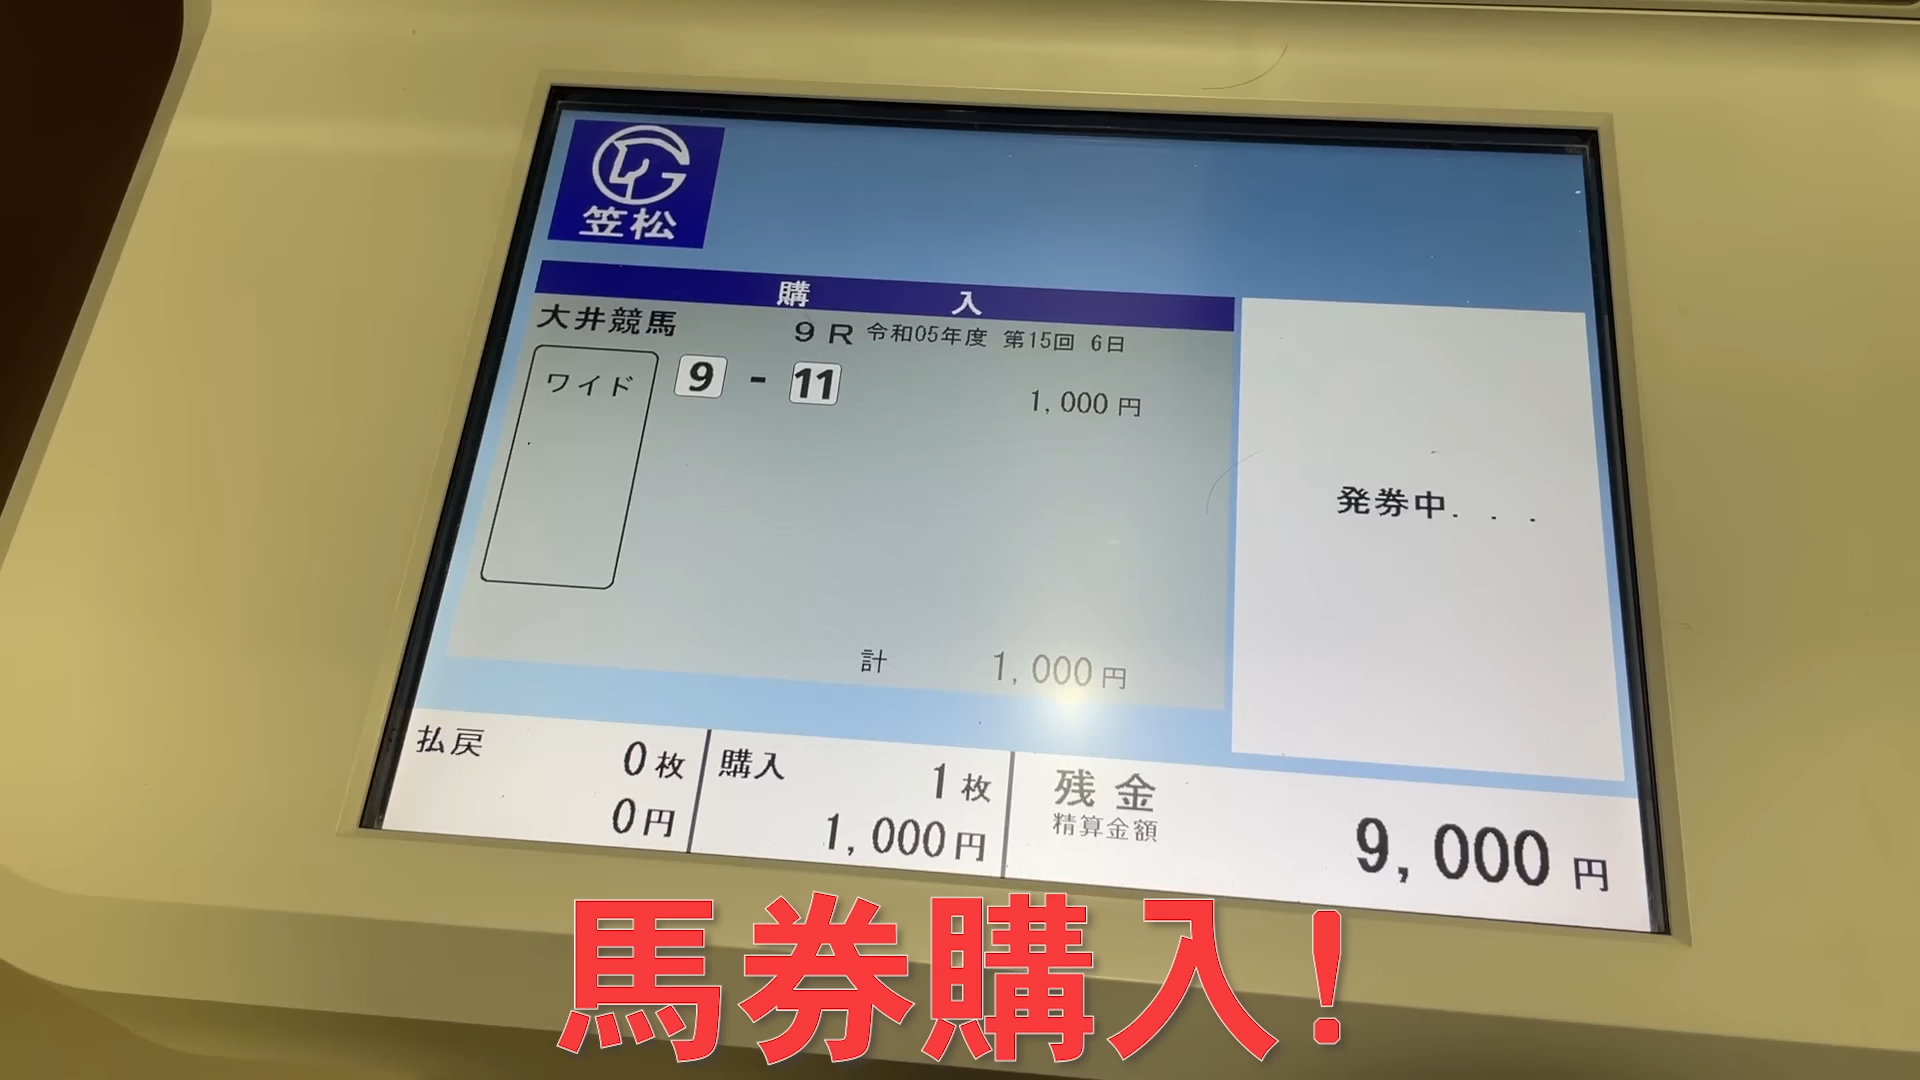 笠松
購入
大井競馬 9R 令和05年度 第15回 6日
ワイド 9 - 11 1,000円
発券中...
計 1,000円
払戻 0枚 購入 1枚 残金
0円 1,000円 精算金額 9,000円
馬券購入!